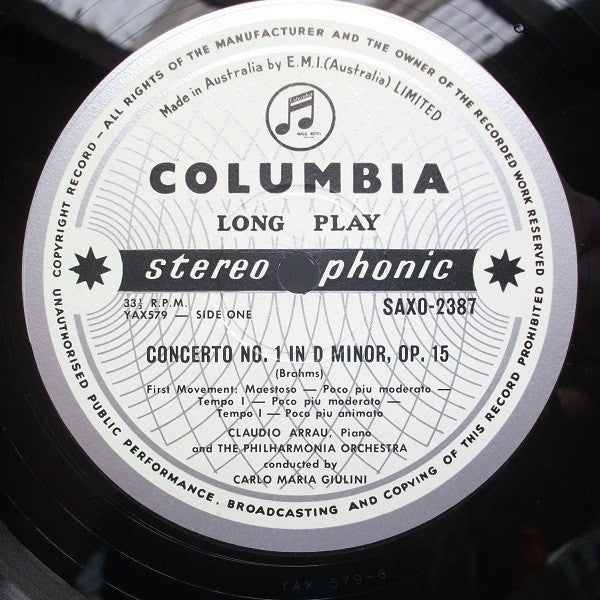 COPYRIGHT RECORD — ALL RIGHTS OF THE MANUFACTURER AND THE OWNER OF THE RECORDED WORK RESERVED
UNAUTHORISED PUBLIC PERFORMANCE, BROADCASTING AND COPYING OF THIS RECORD PROHIBITED
Made in Australia by E.M.I. (Australia) LIMITED
COLUMBIA
LONG PLAY
stereo phonic
33⅓ R.P.M.
YAX579 — SIDE ONE
SAXO-2387
CONCERTO NO. 1 IN D MINOR, OP. 15
(Brahms)
First Movement: Maestoso — Poco piu moderato —
Tempo I — Poco piu moderato —
Tempo I — Poco piu animato
CLAUDIO ARRAU, Piano
and THE PHILHARMONIA ORCHESTRA
conducted by
CARLO MARIA GIULINI
YAX 579-6